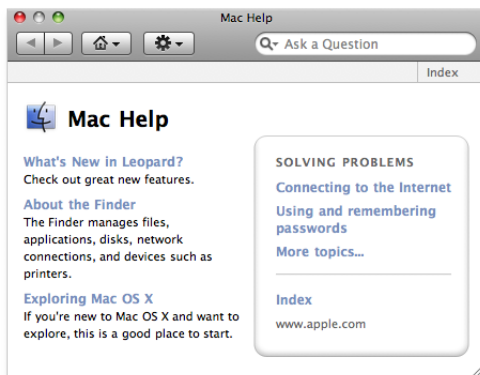 Mac Help
Ask a Question
Index
Mac Help
What's New in Leopard?
Check out great new features.
About the Finder
The Finder manages files,
applications, disks, network
connections, and devices such as
printers.
Exploring Mac OS X
If you're new to Mac OS X and want to
explore, this is a good place to start.
SOLVING PROBLEMS
Connecting to the Internet
Using and remembering
passwords
More topics...
Index
www.apple.com